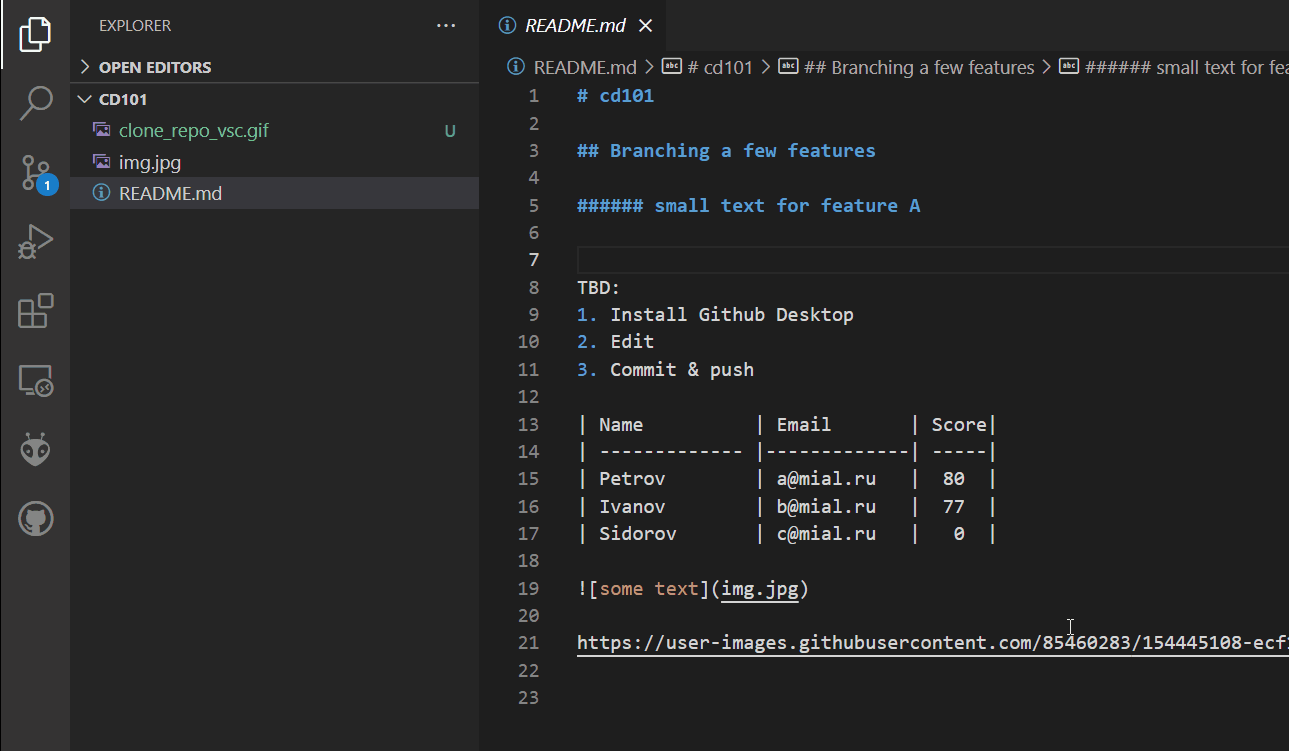 EXPLORER
OPEN EDITORS
CD101
clone_repo_vsc.gif U
img.jpg
README.md
1
README.md
README.md > # cd101 > ## Branching a few features > ###### small text for fea
1 # cd101
2
3 ## Branching a few features
4
5 ###### small text for feature A
6
7
8 TBD:
9 1. Install Github Desktop
10 2. Edit
11 3. Commit & push
12
13 | Name | Email | Score|
14 | ------------- |-------------| -----|
15 | Petrov | a@mial.ru | 80 |
16 | Ivanov | b@mial.ru | 77 |
17 | Sidorov | c@mial.ru | 0 |
18
19 ![some text](img.jpg)
20
21 https://user-images.githubusercontent.com/85460283/154445108-ecf
22
23